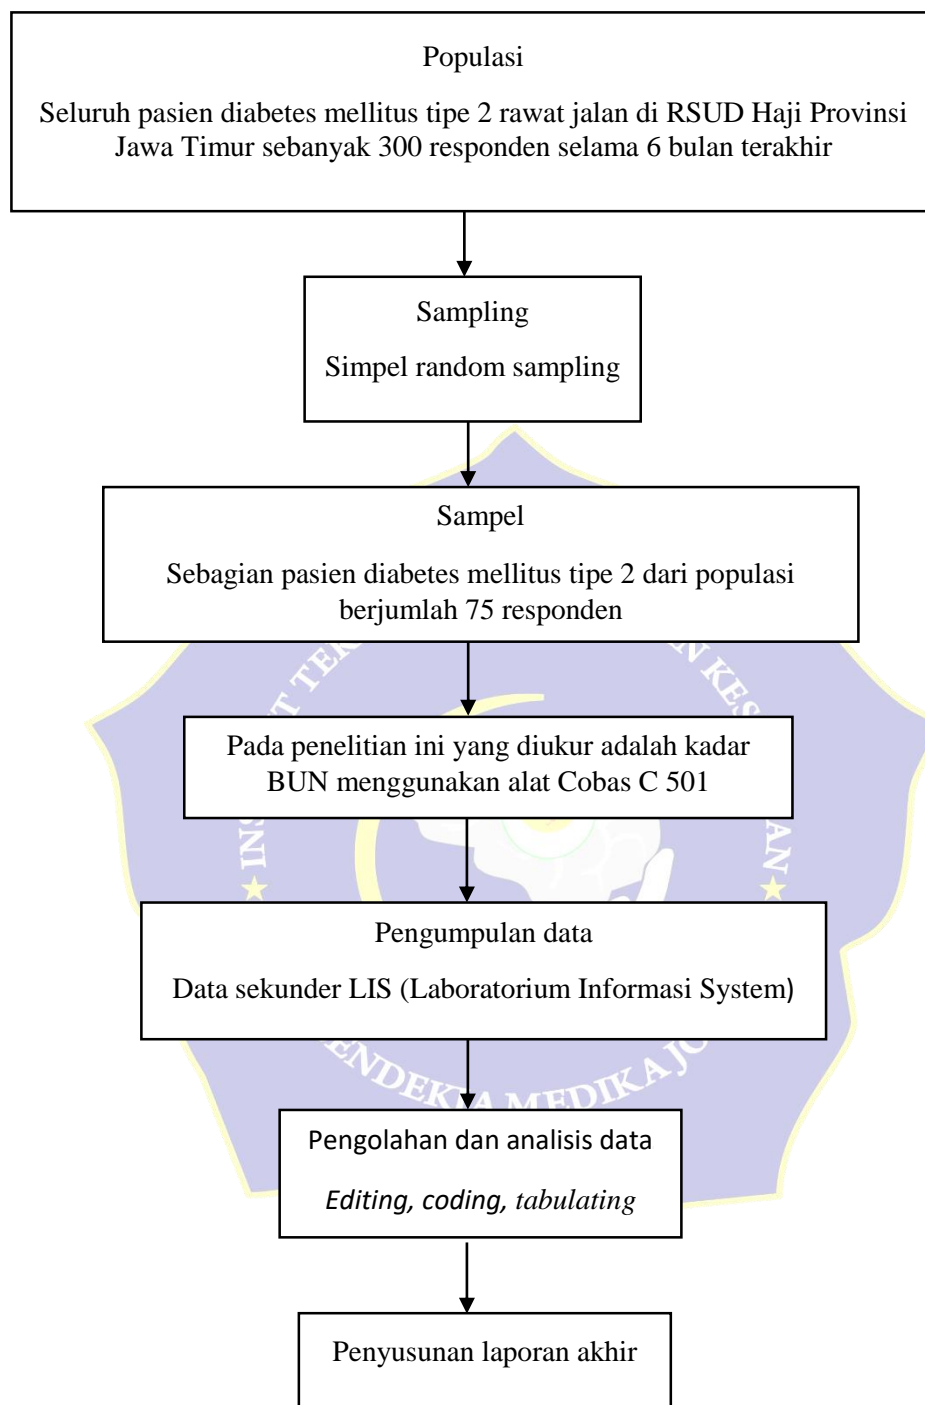 Populasi
Seluruh pasien diabetes mellitus tipe 2 rawat jalan di RSUD Haji Provinsi
Jawa Timur sebanyak 300 responden selama 6 bulan terakhir
Sampling
Simpel random sampling
Sampel
Sebagian pasien diabetes mellitus tipe 2 dari populasi
berjumlah 75 responden
Pada penelitian ini yang diukur adalah kadar
BUN menggunakan alat Cobas C 501
Pengumpulan data
Data sekunder LIS (Laboratorium Informasi System)
MEDIKA
Pengolahan dan analisis data
Editing, coding, tabulating
Penyusunan laporan akhir